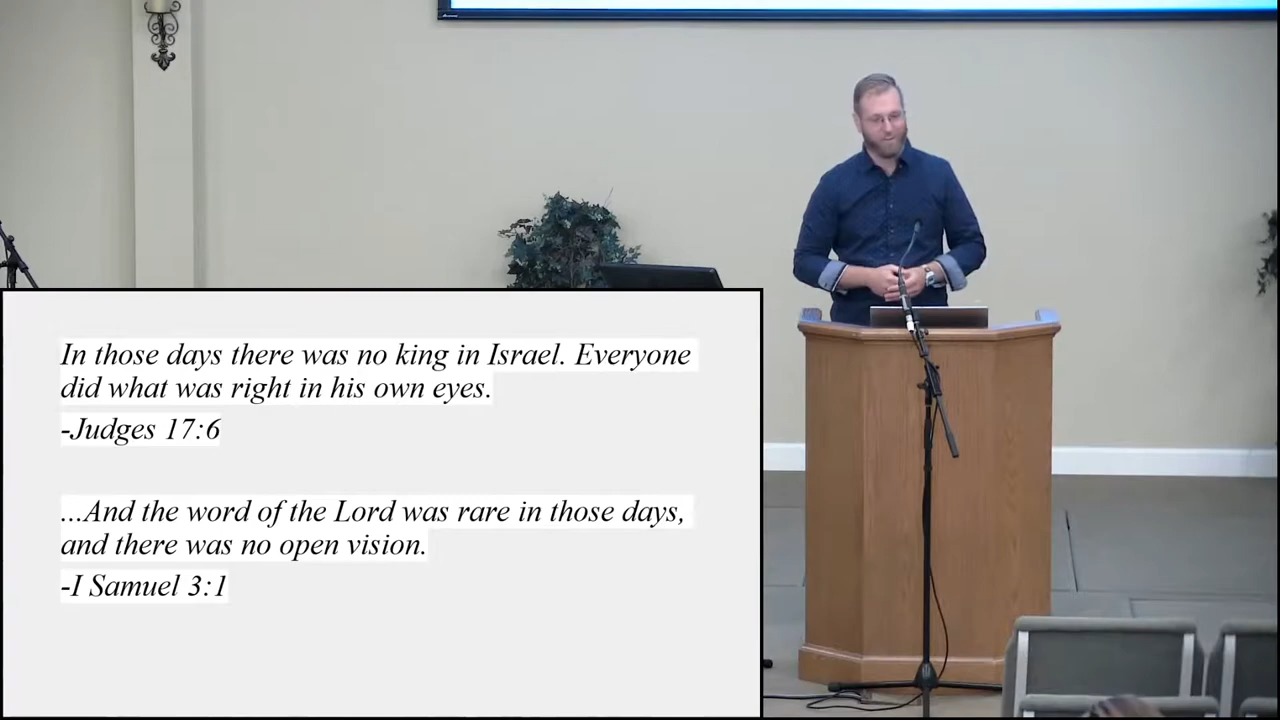 In those days there was no king in Israel. Everyone
did what was right in his own eyes.
-Judges 17:6
...And the word of the Lord was rare in those days,
and there was no open vision.
-I Samuel 3:1